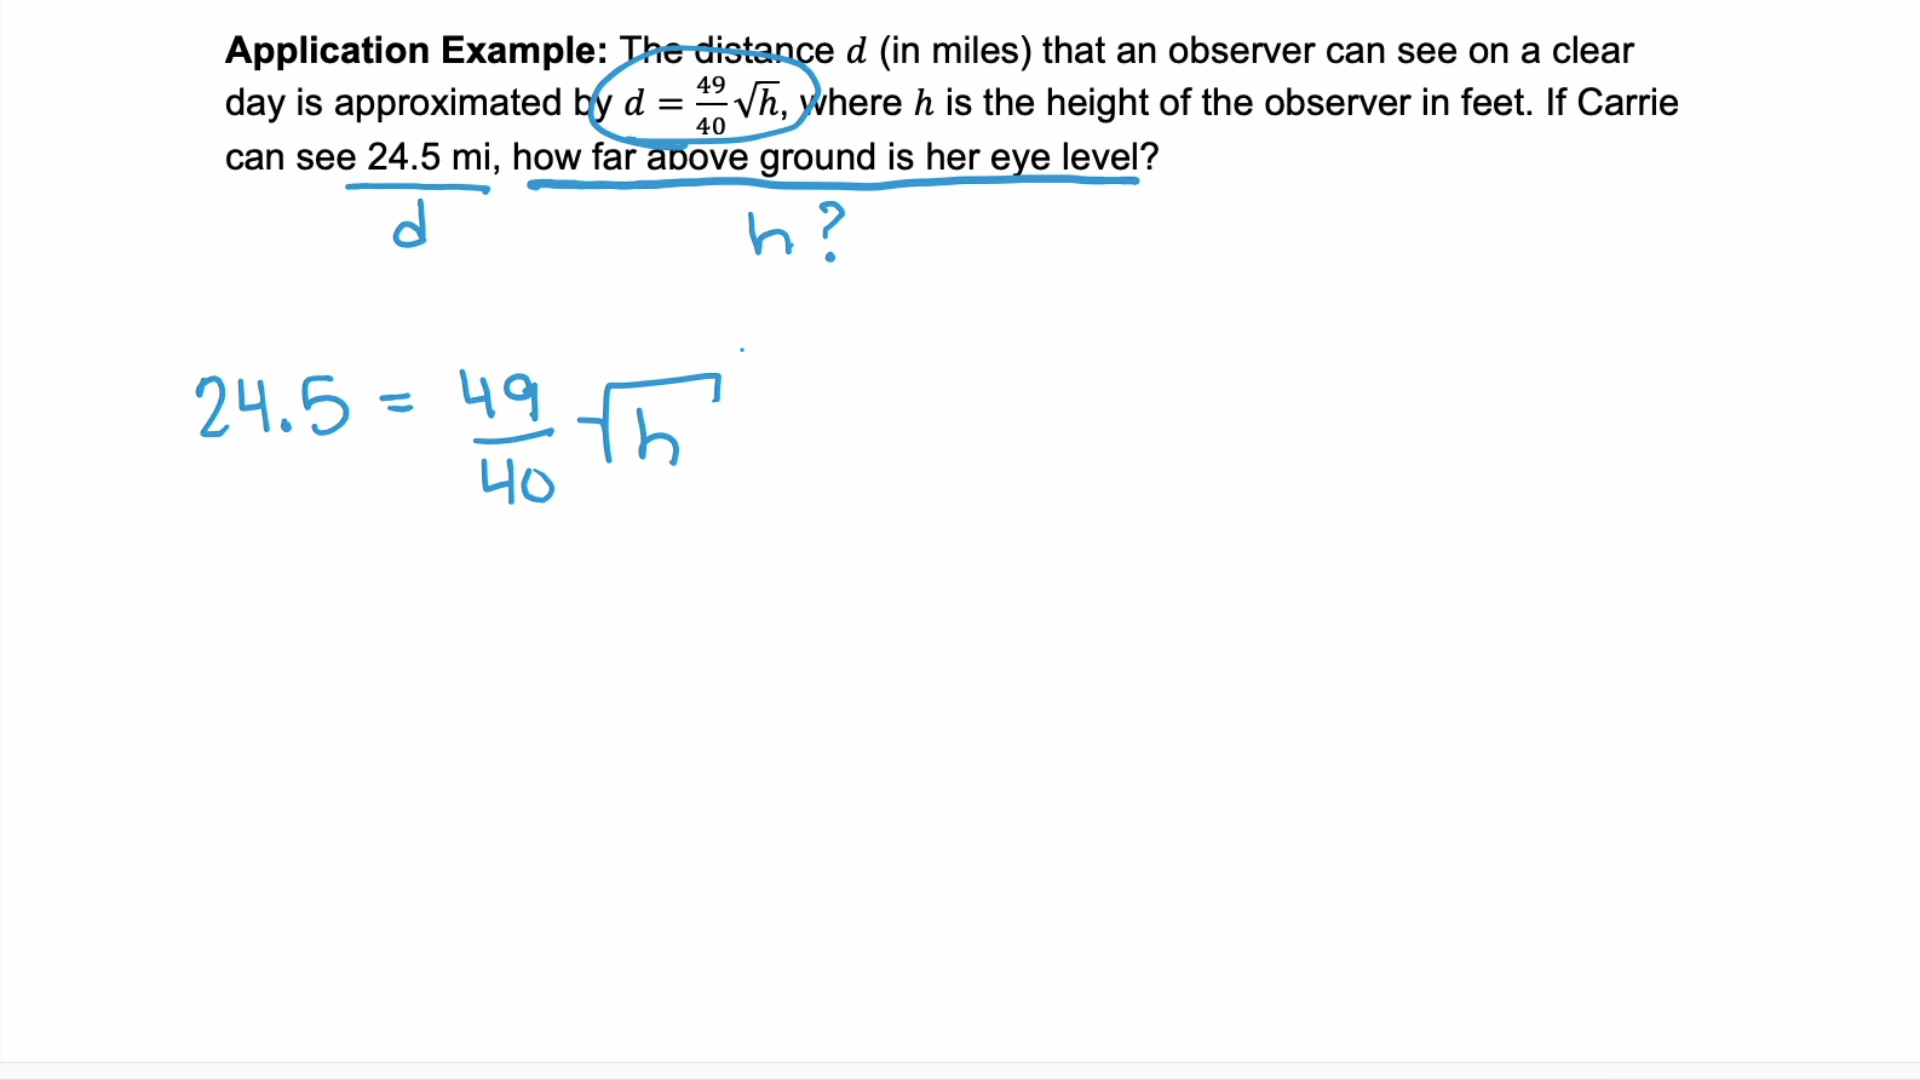 Application Example: The distance d (in miles) that an observer can see on a clear
day is approximated by d = 49/40 √h, where h is the height of the observer in feet. If Carrie
can see 24.5 mi, how far above ground is her eye level?
d h?
24.5 = 49/40 √h